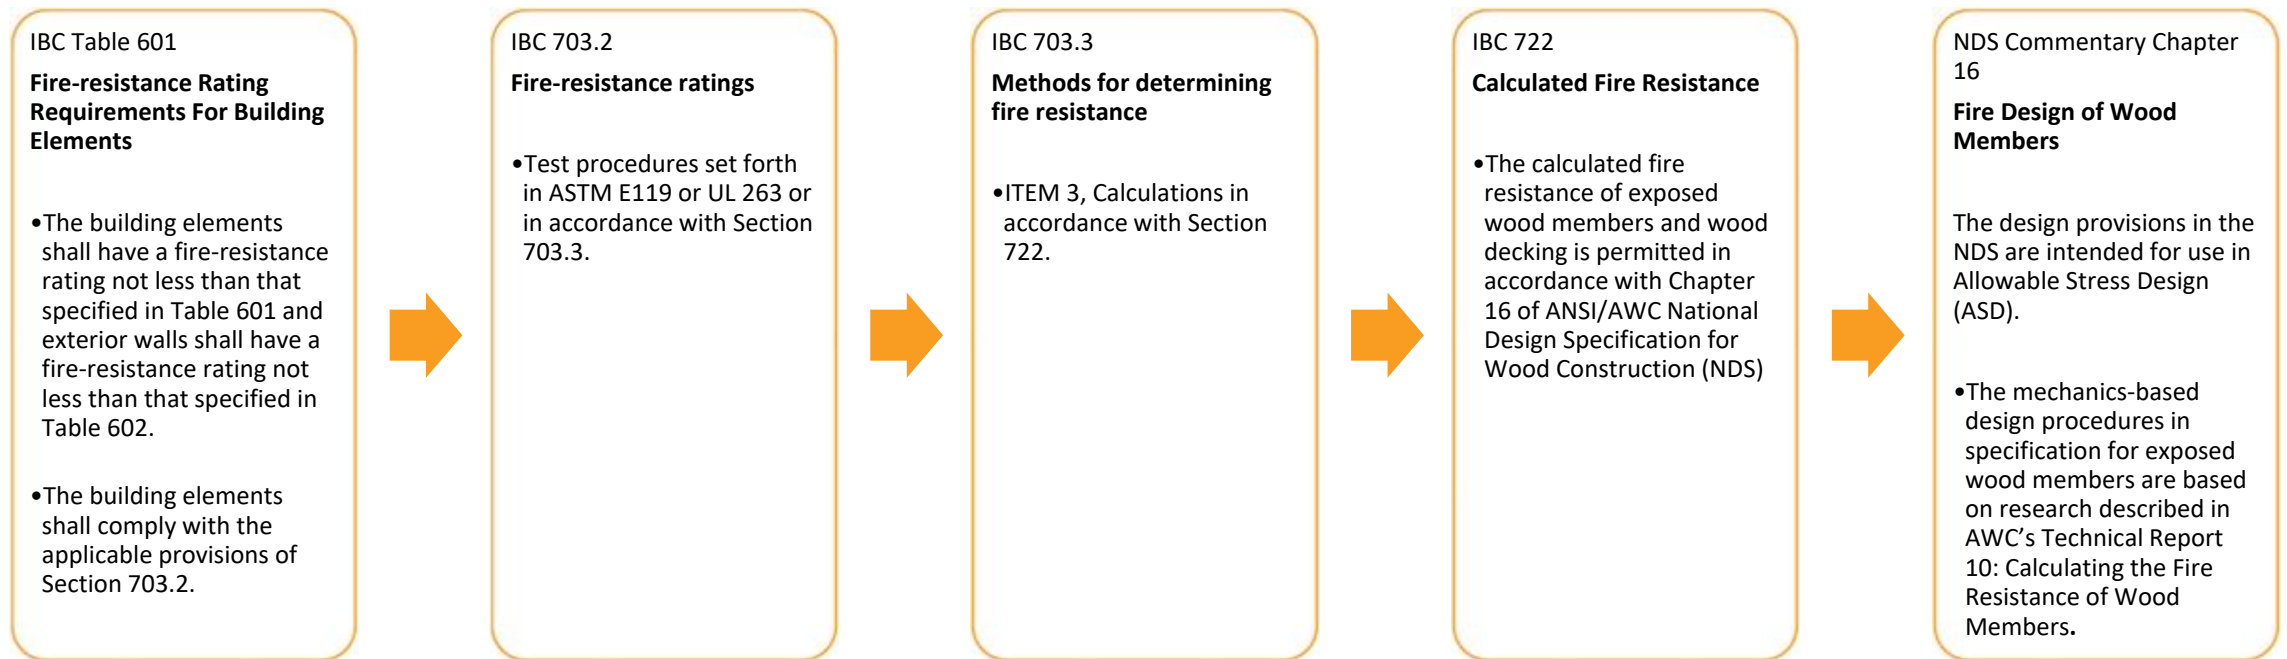 IBC Table 601
Fire-resistance Rating
Requirements For Building
Elements
•The building elements
shall have a fire-resistance
rating not less than that
specified in Table 601 and
exterior walls shall have a
fire-resistance rating not
less than that specified in
Table 602.
•The building elements
shall comply with the
applicable provisions of
Section 703.2.
IBC 703.2
Fire-resistance ratings
•Test procedures set forth
in ASTM E119 or UL 263 or
in accordance with Section
703.3.
IBC 703.3
Methods for determining
fire resistance
•ITEM 3, Calculations in
accordance with Section
722.
IBC 722
Calculated Fire Resistance
•The calculated fire
resistance of exposed
wood members and wood
decking is permitted in
accordance with Chapter
16 of ANSI/AWC National
Design Specification for
Wood Construction (NDS)
NDS Commentary Chapter
16
Fire Design of Wood
Members
The design provisions in the
NDS are intended for use in
Allowable Stress Design
(ASD).
•The mechanics-based
design procedures in
specification for exposed
wood members are based
on research described in
AWC’s Technical Report
10: Calculating the Fire
Resistance of Wood
Members.